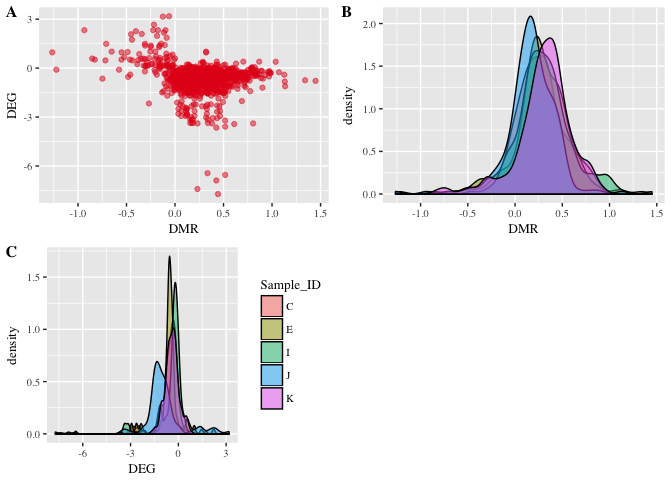 A
DEG
3
0
-3
-6
-1.0 -0.5 0.0 0.5 1.0 1.5
DMR
B
density
2.0
1.5
1.0
0.5
0.0
-1.0 -0.5 0.0 0.5 1.0 1.5
DMR
C
density
1.5
1.0
0.5
0.0
-6 -3 0 3
DEG
Sample_ID
C
E
I
J
K